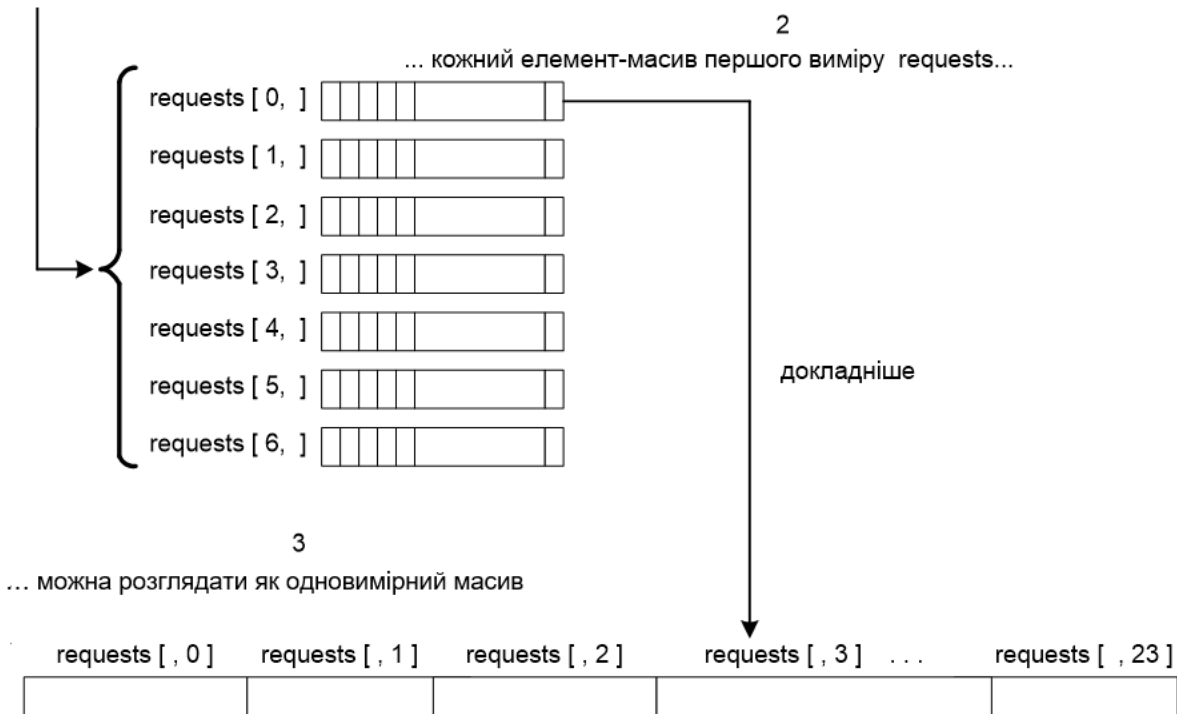 2
... кожний елемент-масив першого виміру requests...
requests [ 0, ]
requests [ 1, ]
requests [ 2, ]
requests [ 3, ]
requests [ 4, ]
requests [ 5, ]
requests [ 6, ]
докладніше
3
... можна розглядати як одновимірний масив
requests [ , 0 ] requests [ , 1 ] requests [ , 2 ] requests [ , 3 ] . . . requests [ , 23 ]